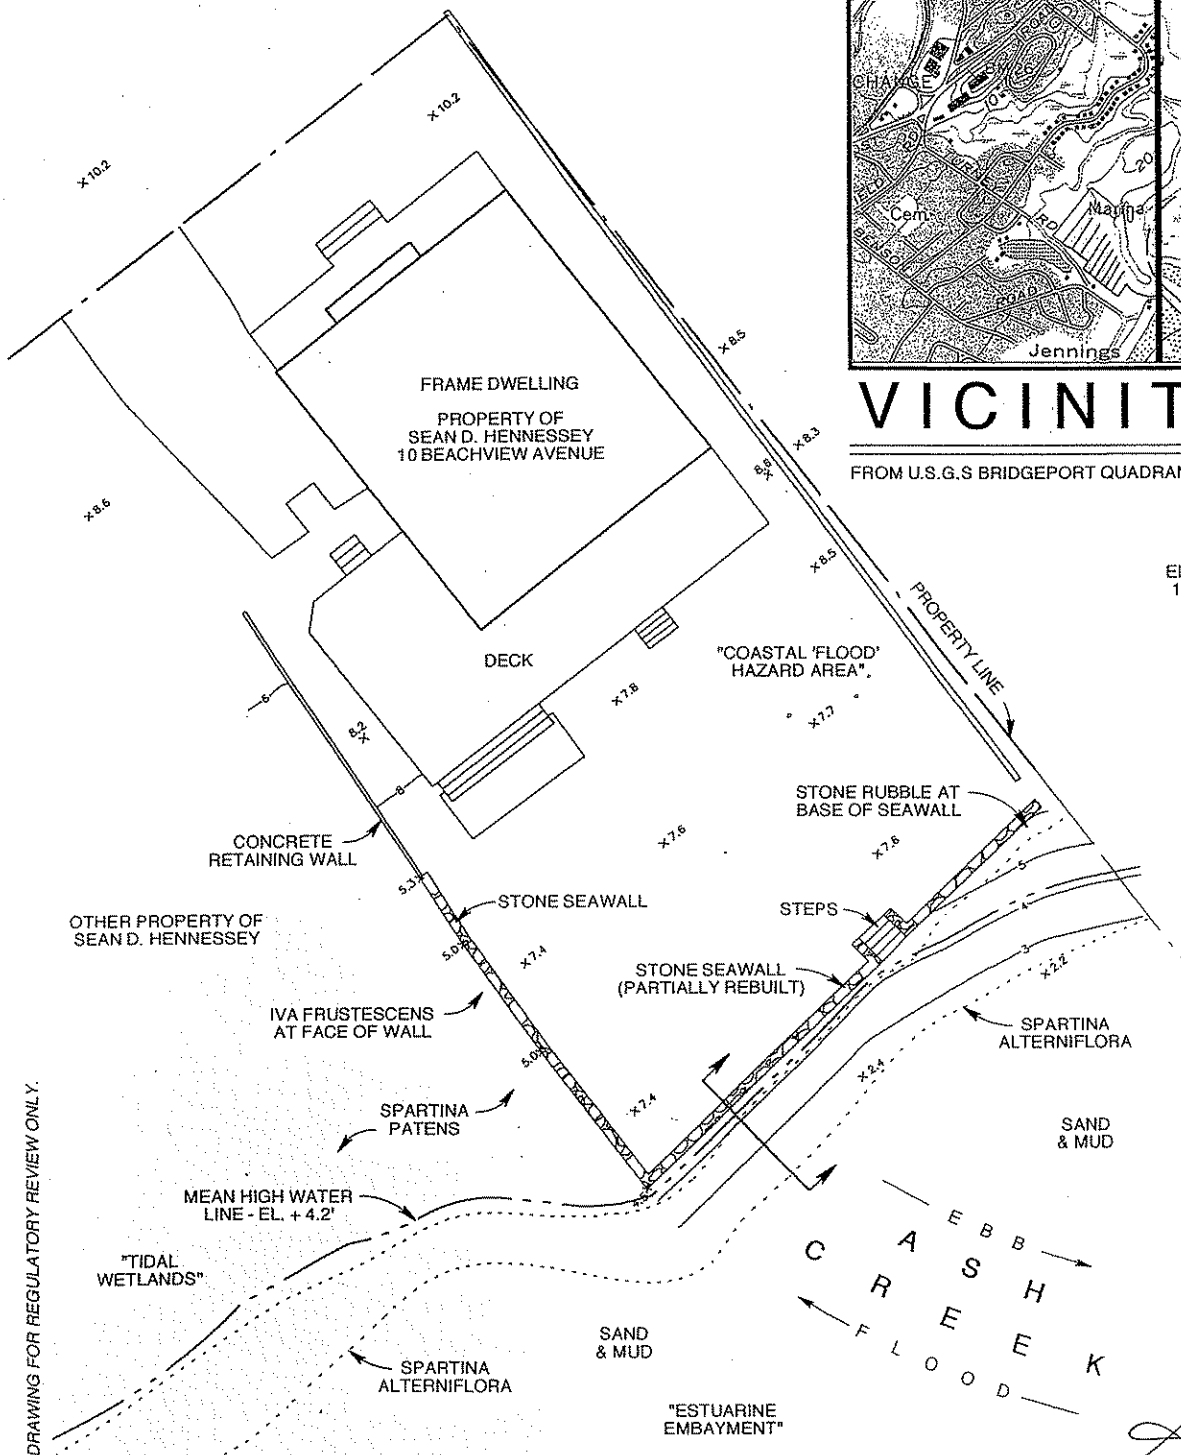 × 10.2
× 10.2
CHANGE
Cem.
Marina
20
RD
ROAD
Jennings
VICINIT
FROM U.S.G.S BRIDGEPORT QUADRAN
FRAME DWELLING
PROPERTY OF
SEAN D. HENNESSEY
10 BEACHVIEW AVENUE
× 8.5
× 8.3
8.8
×
× 8.6
× 8.5
PROPERTY LINE
DECK
"COASTAL 'FLOOD'
HAZARD AREA".
× 7.8
× 7.7
6
8.2
×
8
STONE RUBBLE AT
BASE OF SEAWALL
CONCRETE
RETAINING WALL
× 7.6
× 7.6
5.3
5
STONE SEAWALL
STEPS
4
OTHER PROPERTY OF
SEAN D. HENNESSEY
5.0
× 7.4
3
× 2.2
STONE SEAWALL
(PARTIALLY REBUILT)
IVA FRUSTESCENS
AT FACE OF WALL
SPARTINA
ALTERNIFLORA
5.0
× 2.4
× 7.4
SPARTINA
PATENS
SAND
& MUD
MEAN HIGH WATER
LINE - EL. + 4.2'
"TIDAL
WETLANDS"
EBB
ASH
CREEK
FLOOD
SAND
& MUD
SPARTINA
ALTERNIFLORA
"ESTUARINE
EMBAYMENT"
DRAWING FOR REGULATORY REVIEW ONLY.